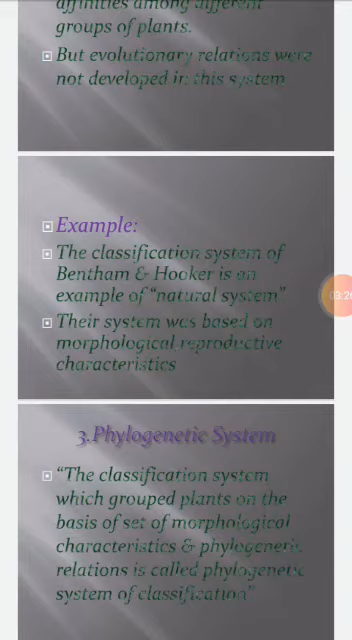 affinities among different
groups of plants.
But evolutionary relations were
not developed in this system
Example:
The classification system of
Bentham & Hooker is an
example of “natural system”
Their system was based on
morphological reproductive
characteristics
3.Phylogenetic System
“The classification system
which grouped plants on the
basis of set of morphological
characteristics & phylogenetic
relations is called phylogenetic
system of classification”